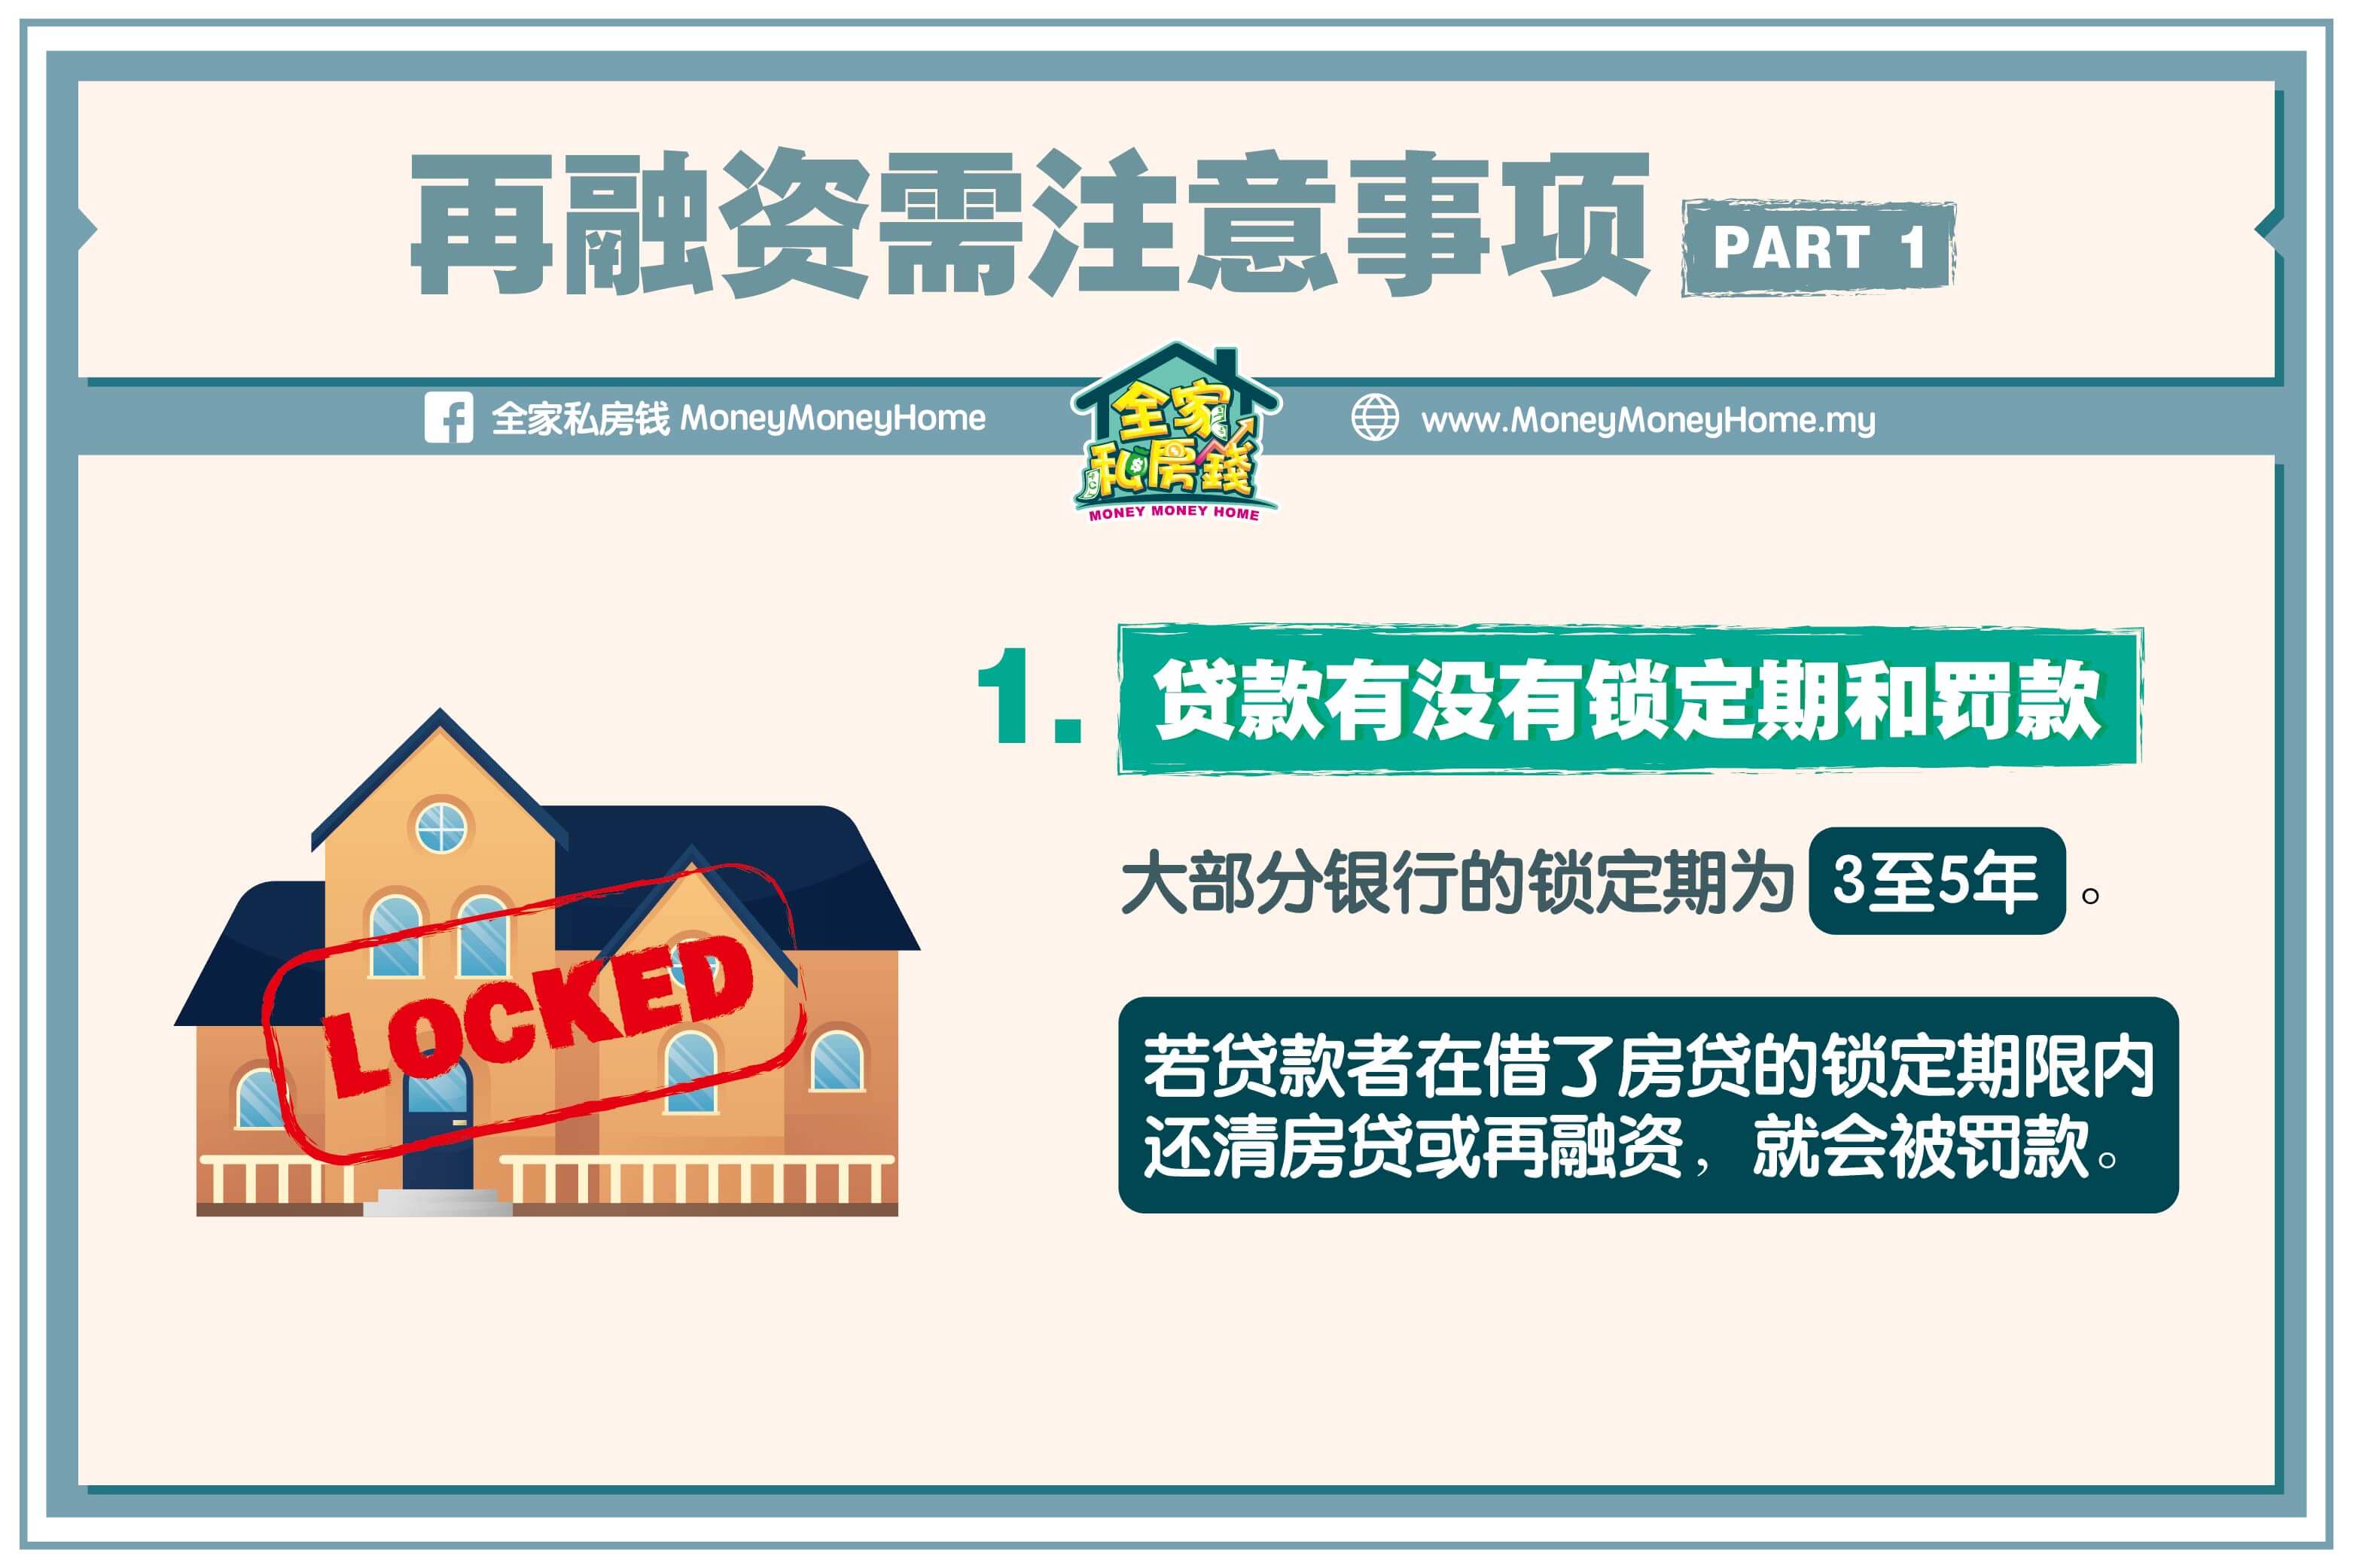 再融资需注意事项 PART 1
全家私房钱 MoneyMoneyHome
全家
私房錢
MONEY MONEY HOME
www.MoneyMoneyHome.my
1. 贷款有没有锁定期和罚款
大部分银行的锁定期为 3至5年 。
若贷款者在借了房贷的锁定期限内
还清房贷或再融资，就会被罚款。
LOCKED